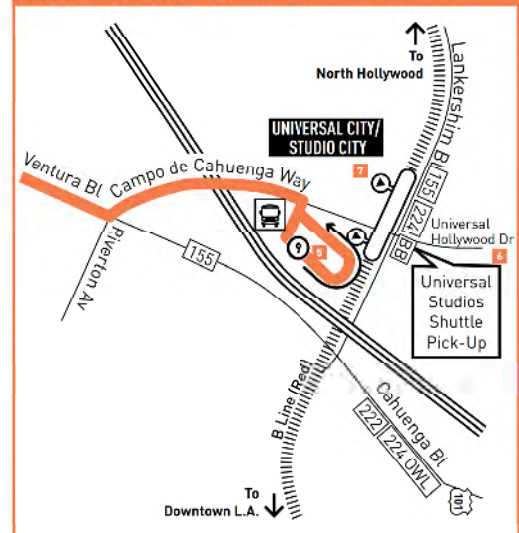 To
North Hollywood
Lankershim Bl
UNIVERSAL CITY/
STUDIO CITY
7
155
224
BB
Ventura Bl
Campo de Cahuenga Way
Universal
Hollywood Dr
6
5
Riverton Av
155
Universal
Studios
Shuttle
Pick-Up
B Line (Red)
Cahuenga Bl
222
224 OWL
101
To
Downtown L.A.